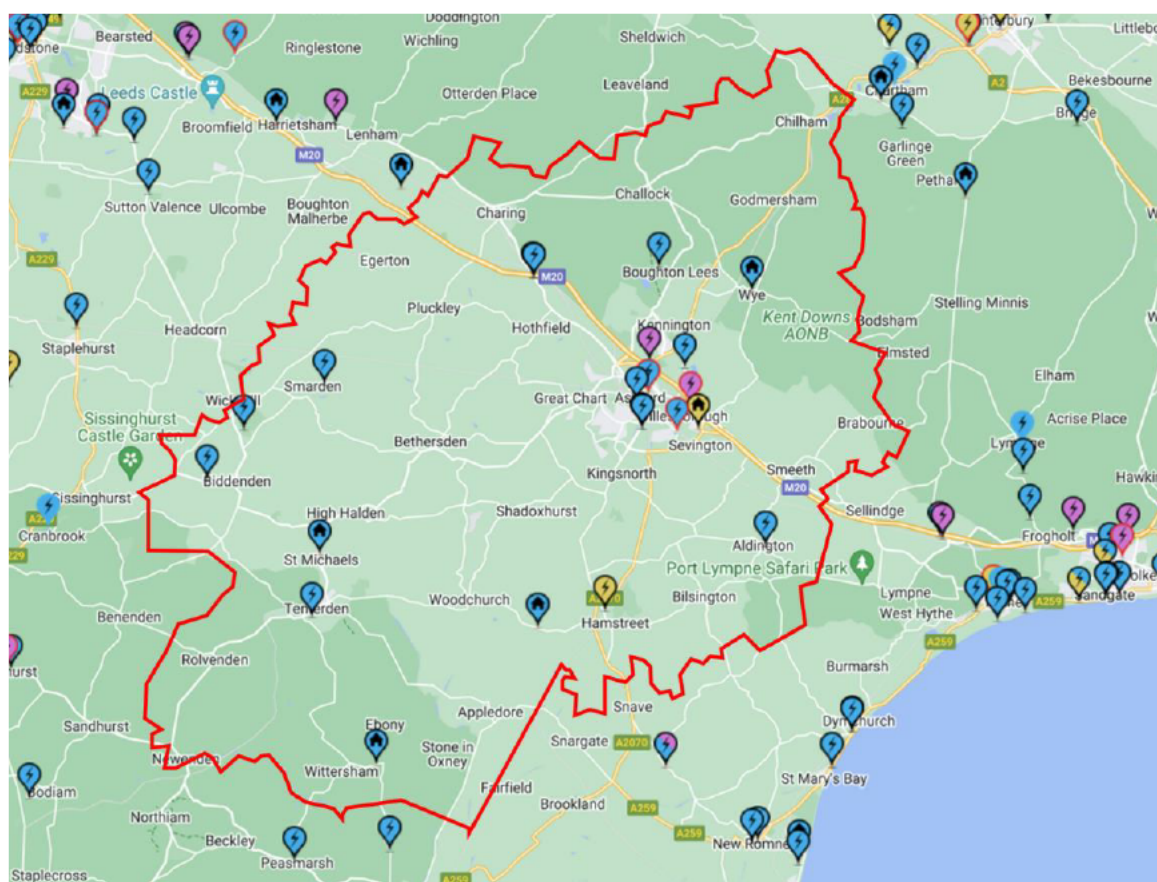 Doddington
Sheldwich
Bearsted
Wichling
Ringlestone
Leaveland
Bekesbourne
A229
Leeds Castle
Otterden Place
A2
Chartham
Broomfield
Harrietsham
Chilham
Bridge
Lenham
M20
Garlinge
Green
Challock
Petham
Sutton Valence
Ulcombe
Boughton
Malherbe
Charing
Godmersham
A229
Egerton
Boughton Lees
M20
Wye
Pluckley
Stelling Minnis
Headcorn
Hothfield
Kennington
Kent Downs
AONB
Bodsham
Staplehurst
Elmsted
Smarden
Elham
Great Chart
Sissinghurst
Castle Garden
Acrise Place
Bethersden
Sevington
Brabourne
Biddenden
Kingsnorth
Smeeth
M20
Sissinghurst
High Halden
Shadoxhurst
Sellindge
Cranbrook
Frogholt
St Michaels
Aldington
Port Lympne Safari Park
Tenterden
Woodchurch
Bilsington
Lympne
Sandgate
A259
Benenden
Hamstreet
West Hythe
A259
Rolvenden
Burmarsh
Sandhurst
Ebony
Appledore
Snave
Dymchurch
Newenden
Stone in
Oxney
Snargate
A2070
Wittersham
St Mary's Bay
Bodiam
Fairfield
Brookland
A259
Northiam
Beckley
A259
New Romney
Peasmarsh
Staplecross
A259